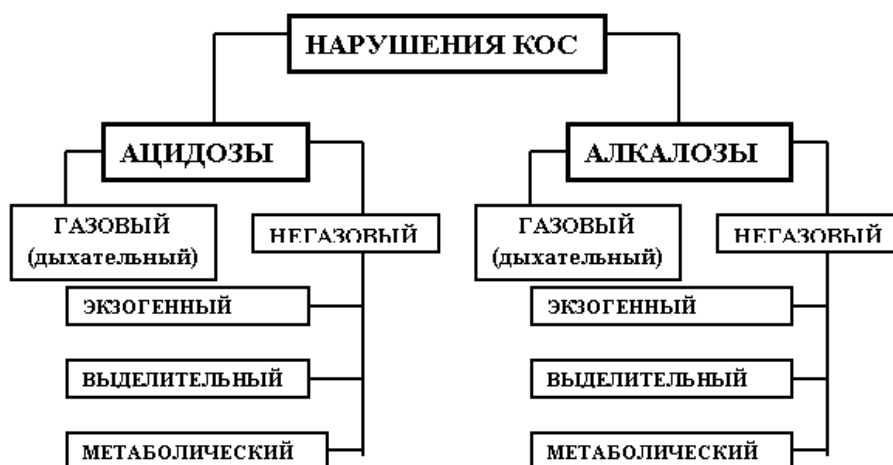 НАРУШЕНИЯ КОС
АЦИДОЗЫ
АЛКАЛОЗЫ
ГАЗОВЫЙ
(дыхательный)
НЕГАЗОВЫЙ
ГАЗОВЫЙ
(дыхательный)
НЕГАЗОВЫЙ
ЭКЗОГЕННЫЙ
ЭКЗОГЕННЫЙ
ВЫДЕЛИТЕЛЬНЫЙ
ВЫДЕЛИТЕЛЬНЫЙ
МЕТАБОЛИЧЕСКИЙ
МЕТАБОЛИЧЕСКИЙ